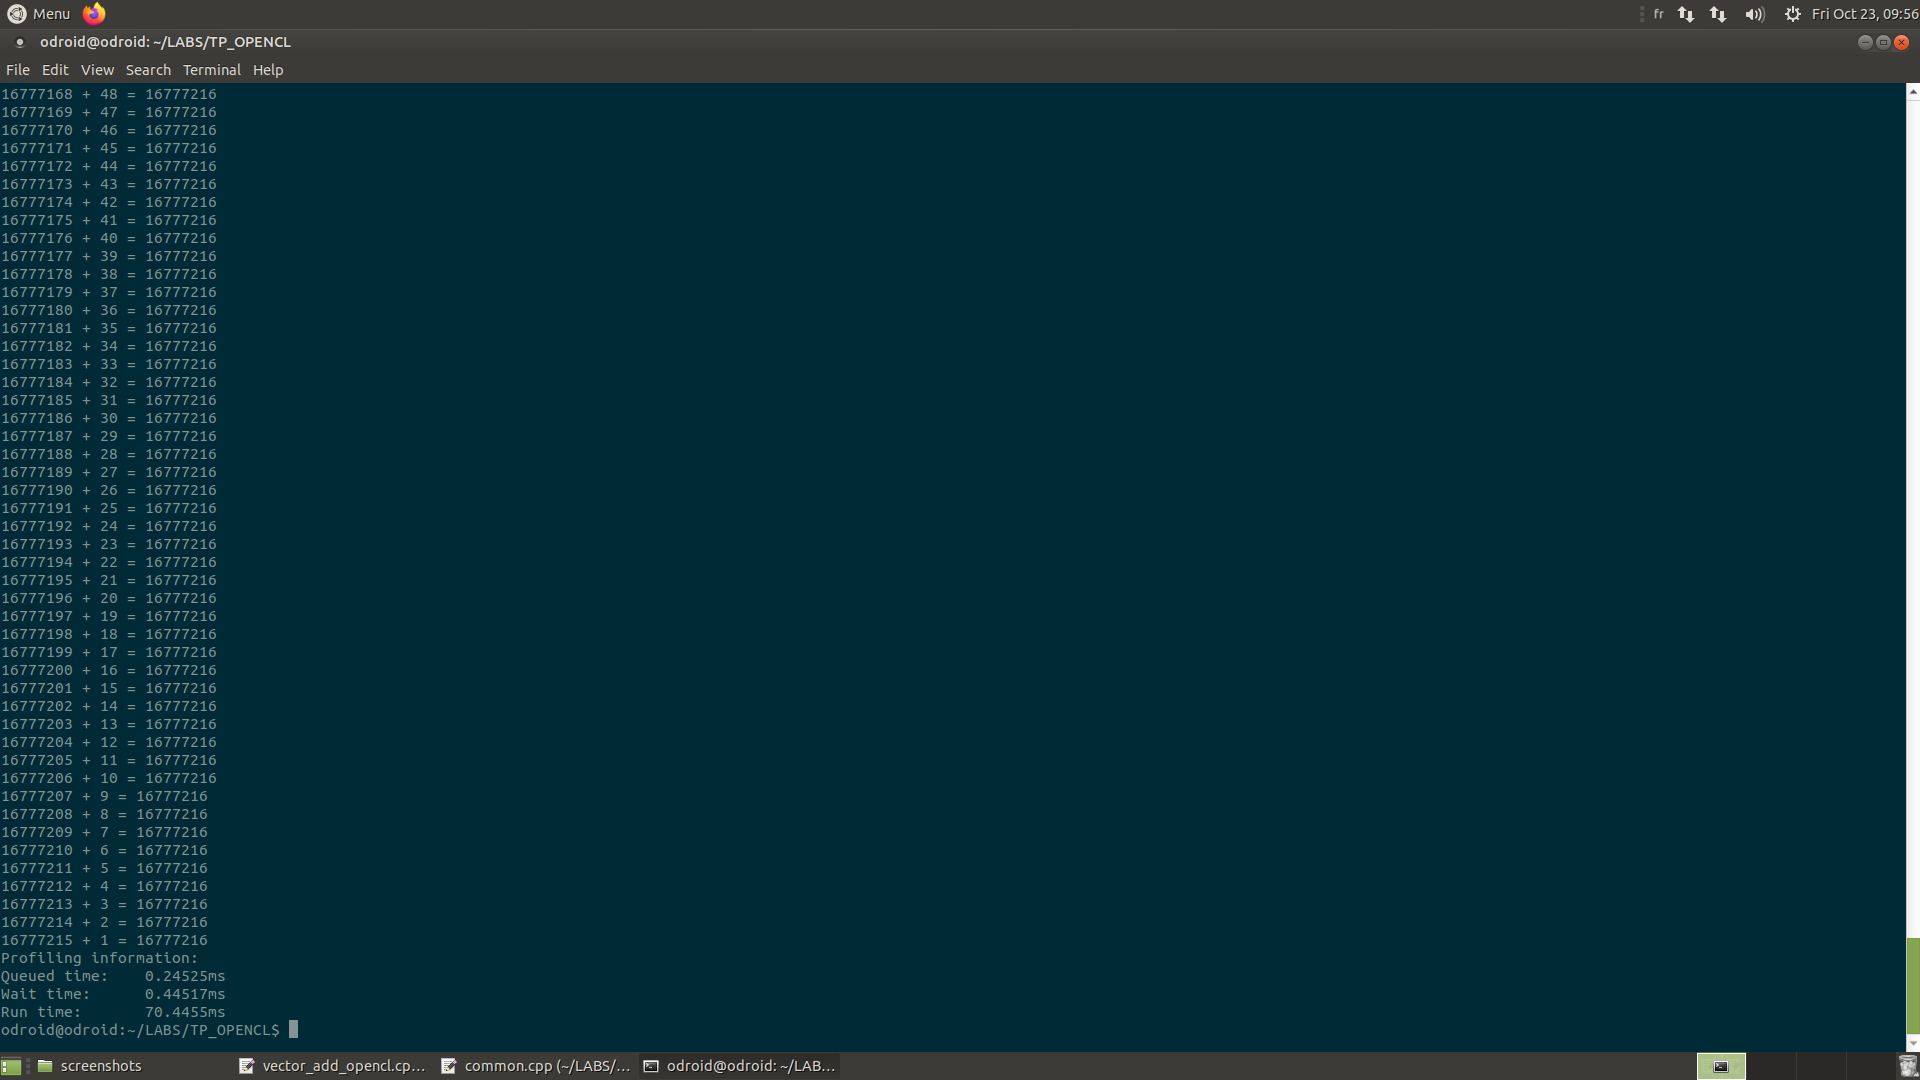 Menu
fr
Fri Oct 23, 09:56
odroid@odroid: ~/LABS/TP_OPENCL
File Edit View Search Terminal Help
16777168 + 48 = 16777216
16777169 + 47 = 16777216
16777170 + 46 = 16777216
16777171 + 45 = 16777216
16777172 + 44 = 16777216
16777173 + 43 = 16777216
16777174 + 42 = 16777216
16777175 + 41 = 16777216
16777176 + 40 = 16777216
16777177 + 39 = 16777216
16777178 + 38 = 16777216
16777179 + 37 = 16777216
16777180 + 36 = 16777216
16777181 + 35 = 16777216
16777182 + 34 = 16777216
16777183 + 33 = 16777216
16777184 + 32 = 16777216
16777185 + 31 = 16777216
16777186 + 30 = 16777216
16777187 + 29 = 16777216
16777188 + 28 = 16777216
16777189 + 27 = 16777216
16777190 + 26 = 16777216
16777191 + 25 = 16777216
16777192 + 24 = 16777216
16777193 + 23 = 16777216
16777194 + 22 = 16777216
16777195 + 21 = 16777216
16777196 + 20 = 16777216
16777197 + 19 = 16777216
16777198 + 18 = 16777216
16777199 + 17 = 16777216
16777200 + 16 = 16777216
16777201 + 15 = 16777216
16777202 + 14 = 16777216
16777203 + 13 = 16777216
16777204 + 12 = 16777216
16777205 + 11 = 16777216
16777206 + 10 = 16777216
16777207 + 9 = 16777216
16777208 + 8 = 16777216
16777209 + 7 = 16777216
16777210 + 6 = 16777216
16777211 + 5 = 16777216
16777212 + 4 = 16777216
16777213 + 3 = 16777216
16777214 + 2 = 16777216
16777215 + 1 = 16777216
Profiling information:
Queued time: 0.24525ms
Wait time: 0.44517ms
Run time: 70.4455ms
odroid@odroid:~/LABS/TP_OPENCL$
screenshots
vector_add_opencl.cp...
common.cpp (~/LABS/...
odroid@odroid: ~/LAB...